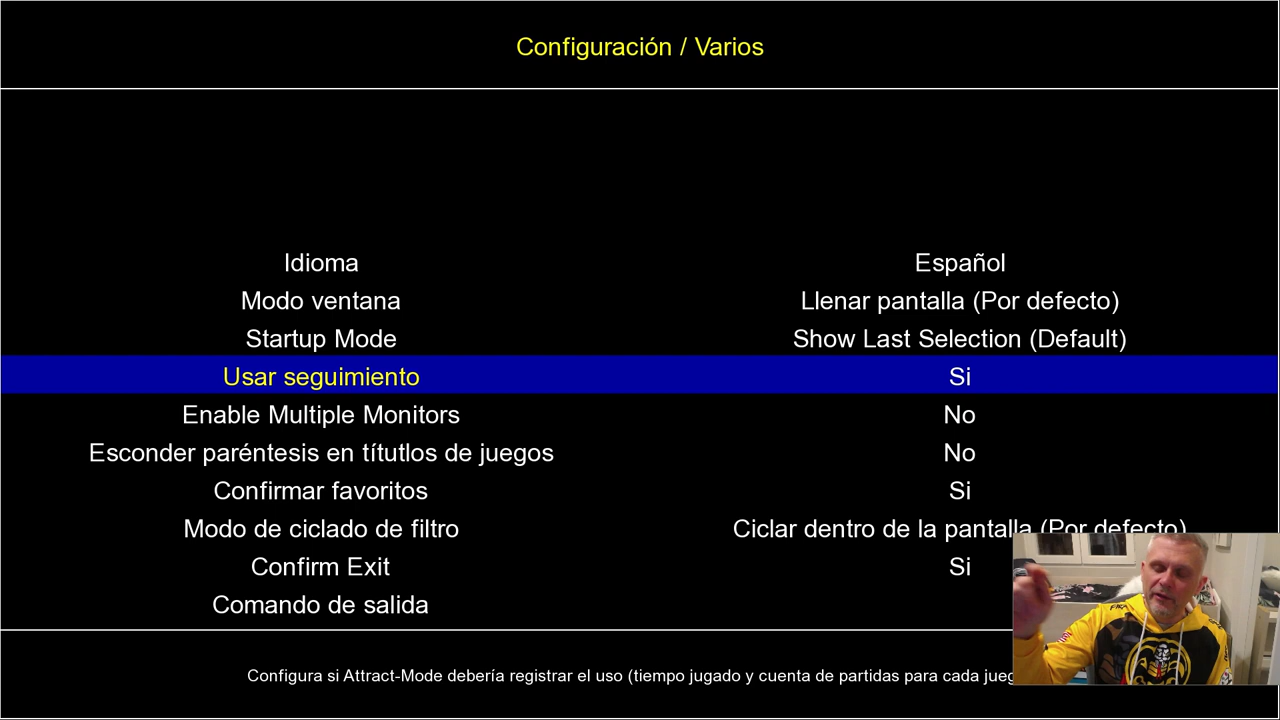 Configuración / Varios
Idioma Español
Modo ventana Llenar pantalla (Por defecto)
Startup Mode Show Last Selection (Default)
Usar seguimiento Si
Enable Multiple Monitors No
Esconder paréntesis en títutlos de juegos No
Confirmar favoritos Si
Modo de ciclado de filtro Ciclar dentro de la pantalla (Por defecto)
Confirm Exit Si
Comando de salida
Configura si Attract-Mode debería registrar el uso (tiempo jugado y cuenta de partidas para cada